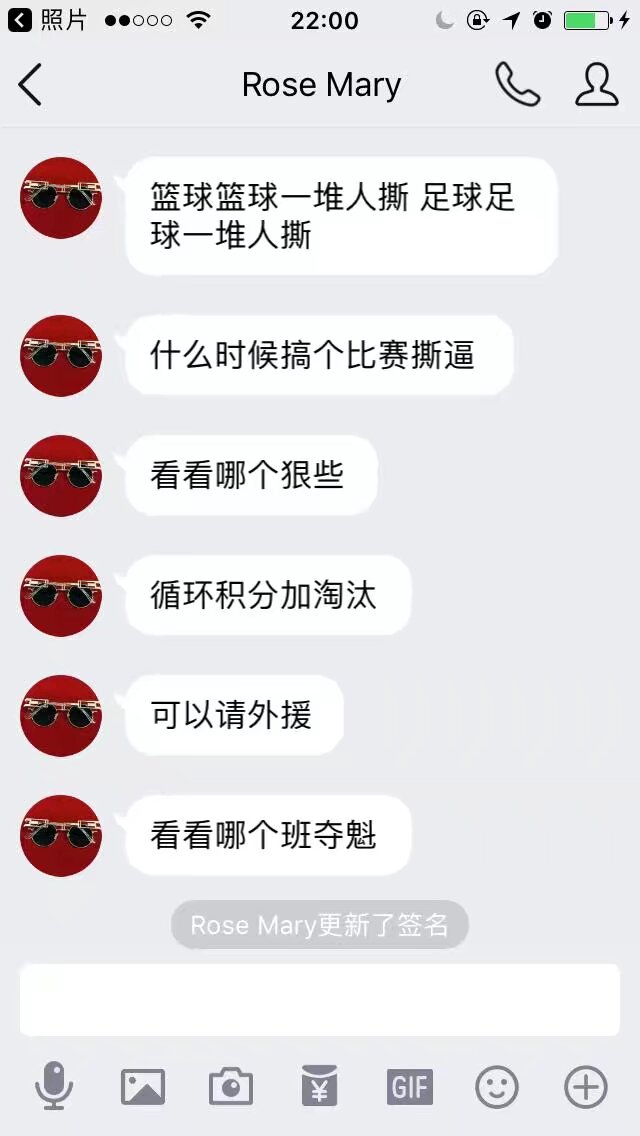 照片
22:00
Rose Mary
篮球篮球一堆人撕 足球足
球一堆人撕
什么时候搞个比赛撕逼
看看哪个狠些
循环积分加淘汰
可以请外援
看看哪个班夺魁
Rose Mary更新了签名
¥
GIF